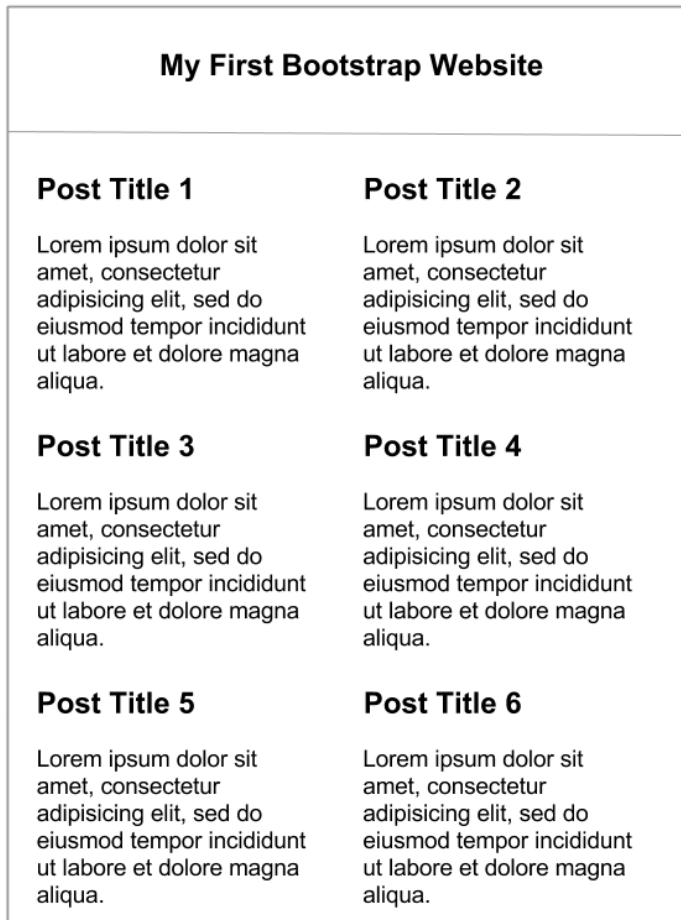 My First Bootstrap Website
Post Title 1
Lorem ipsum dolor sit
amet, consectetur
adipisicing elit, sed do
eiusmod tempor incididunt
ut labore et dolore magna
aliqua.
Post Title 2
Lorem ipsum dolor sit
amet, consectetur
adipisicing elit, sed do
eiusmod tempor incididunt
ut labore et dolore magna
aliqua.
Post Title 3
Lorem ipsum dolor sit
amet, consectetur
adipisicing elit, sed do
eiusmod tempor incididunt
ut labore et dolore magna
aliqua.
Post Title 4
Lorem ipsum dolor sit
amet, consectetur
adipisicing elit, sed do
eiusmod tempor incididunt
ut labore et dolore magna
aliqua.
Post Title 5
Lorem ipsum dolor sit
amet, consectetur
adipisicing elit, sed do
eiusmod tempor incididunt
ut labore et dolore magna
aliqua.
Post Title 6
Lorem ipsum dolor sit
amet, consectetur
adipisicing elit, sed do
eiusmod tempor incididunt
ut labore et dolore magna
aliqua.